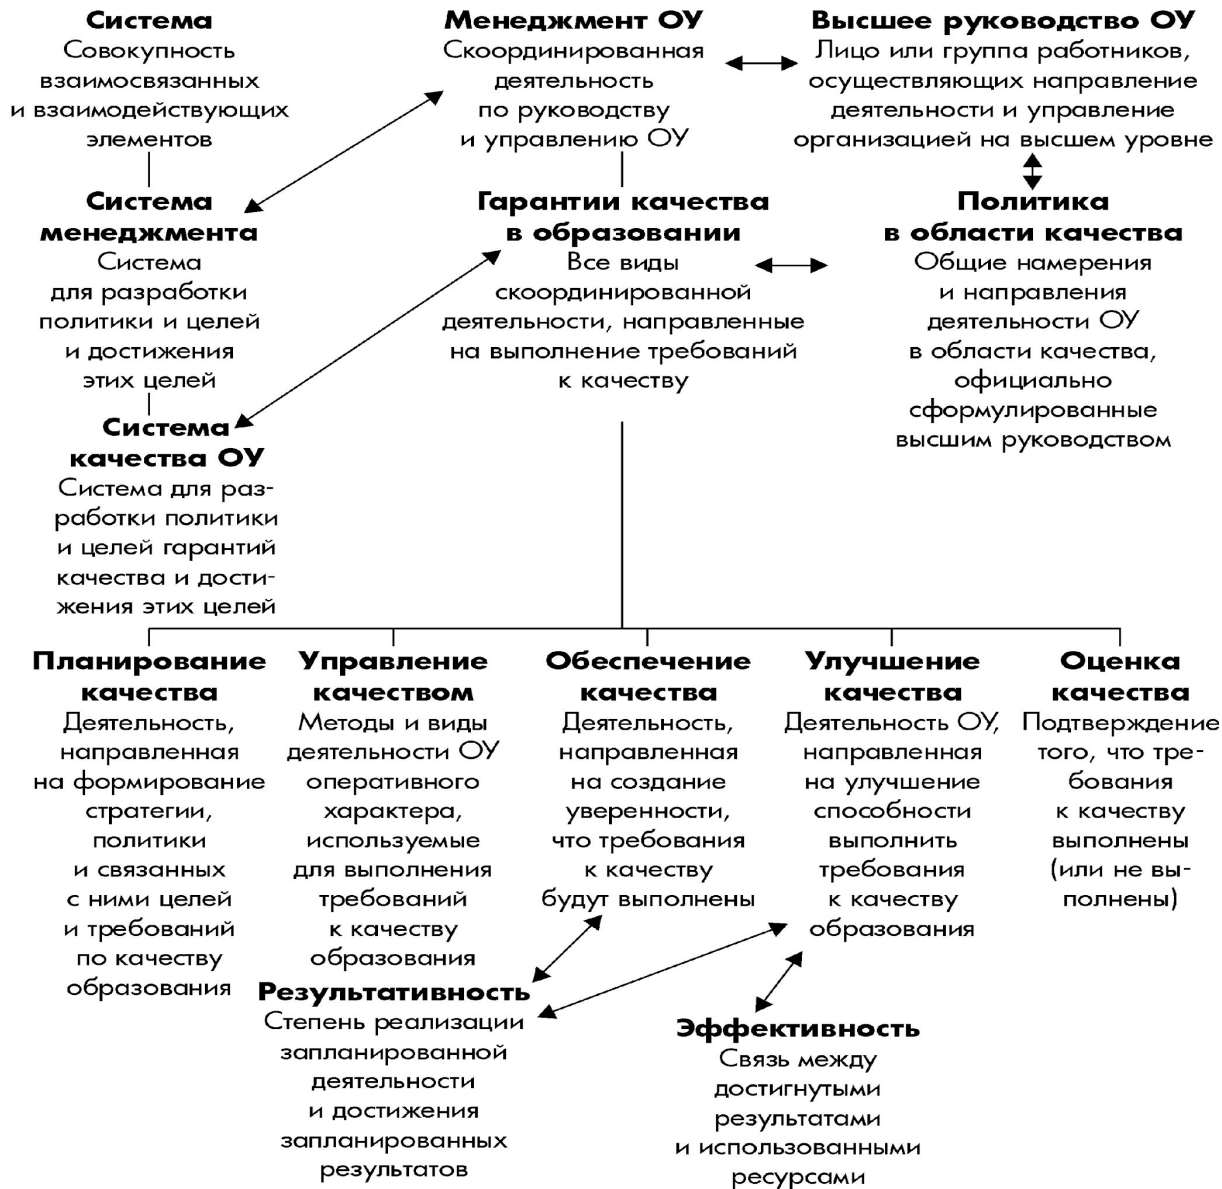 Система
Совокупность
взаимосвязанных
и взаимодействующих
элементов
Менеджмент ОУ
Скоординированная
деятельность
по руководству
и управлению ОУ
Высшее руководство ОУ
Лицо или группа работников,
осуществляющих направление
деятельности и управление
организацией на высшем уровне
Система
менеджмента
Система
для разработки
политики и целей
и достижения
этих целей
Гарантии качества
в образовании
Все виды
скоординированной
деятельности, направленные
на выполнение требований
к качеству
Политика
в области качества
Общие намерения
и направления
деятельности ОУ
в области качества,
официально
сформулированные
высшим руководством
Система
качества ОУ
Система для раз-
работки политики
и целей гарантий
качества и дости-
жения этих целей
Планирование
качества
Деятельность,
направленная
на формирование
стратегии,
политики
и связанных
с ними целей
и требований
по качеству
образования
Управление
качеством
Методы и виды
деятельности ОУ
оперативного
характера,
используемые
для выполнения
требований
к качеству
образования
Обеспечение
качества
Деятельность,
направленная
на создание
уверенности,
что требования
к качеству
будут выполнены
Улучшение
качества
Деятельность ОУ,
направленная
на улучшение
способности
выполнить
требования
к качеству
образования
Оценка
качества
Подтверждение
того, что тре-
бования
к качеству
выполнены
(или не вы-
полнены)
Результативность
Степень реализации
запланированной
деятельности
и достижения
запланированных
результатов
Эффективность
Связь между
достигнутыми
результатами
и использованными
ресурсами